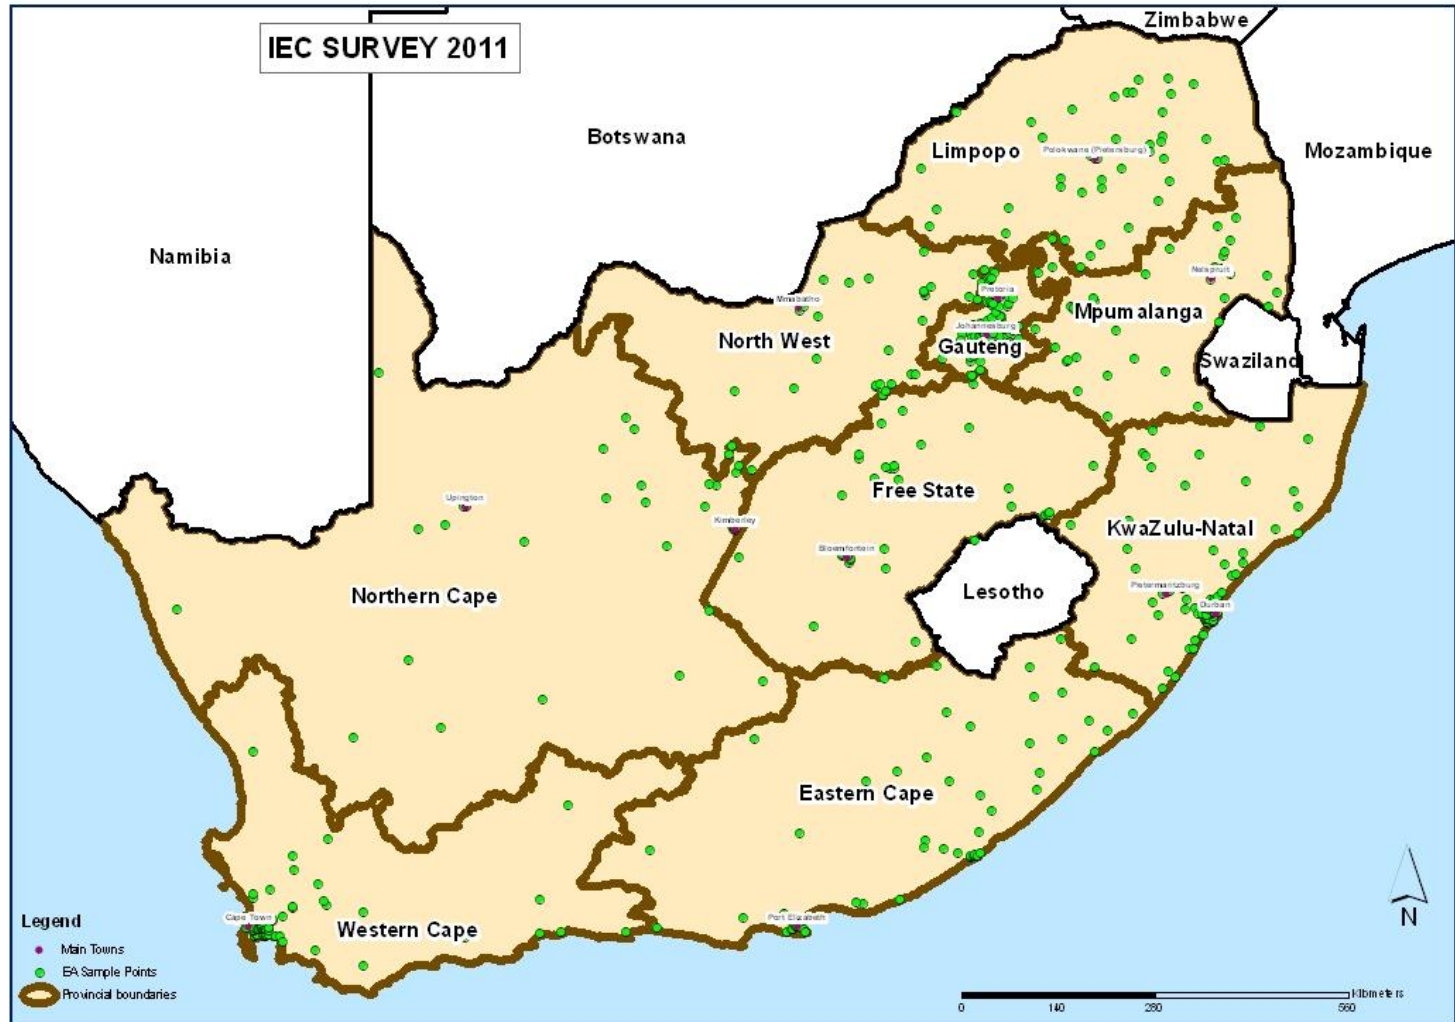 Zimbabwe
IEC SURVEY 2011
Botswana
Mozambique
Limpopo
Polokwane (Pietersburg)
Namibia
Nelspruit
Pretoria
Mmabatho
Mpumalanga
Johannesburg
North West
Gauteng
Swaziland
Free State
Upington
Kimberley
KwaZulu-Natal
Bloemfontein
Lesotho
Pietermaritzburg
Northern Cape
Durban
Eastern Cape
Cape Town
Port Elizabeth
Western Cape
N
Legend
Main Towns
EA Sample Points
Provincial boundaries
Kilometers
0 140 280 560